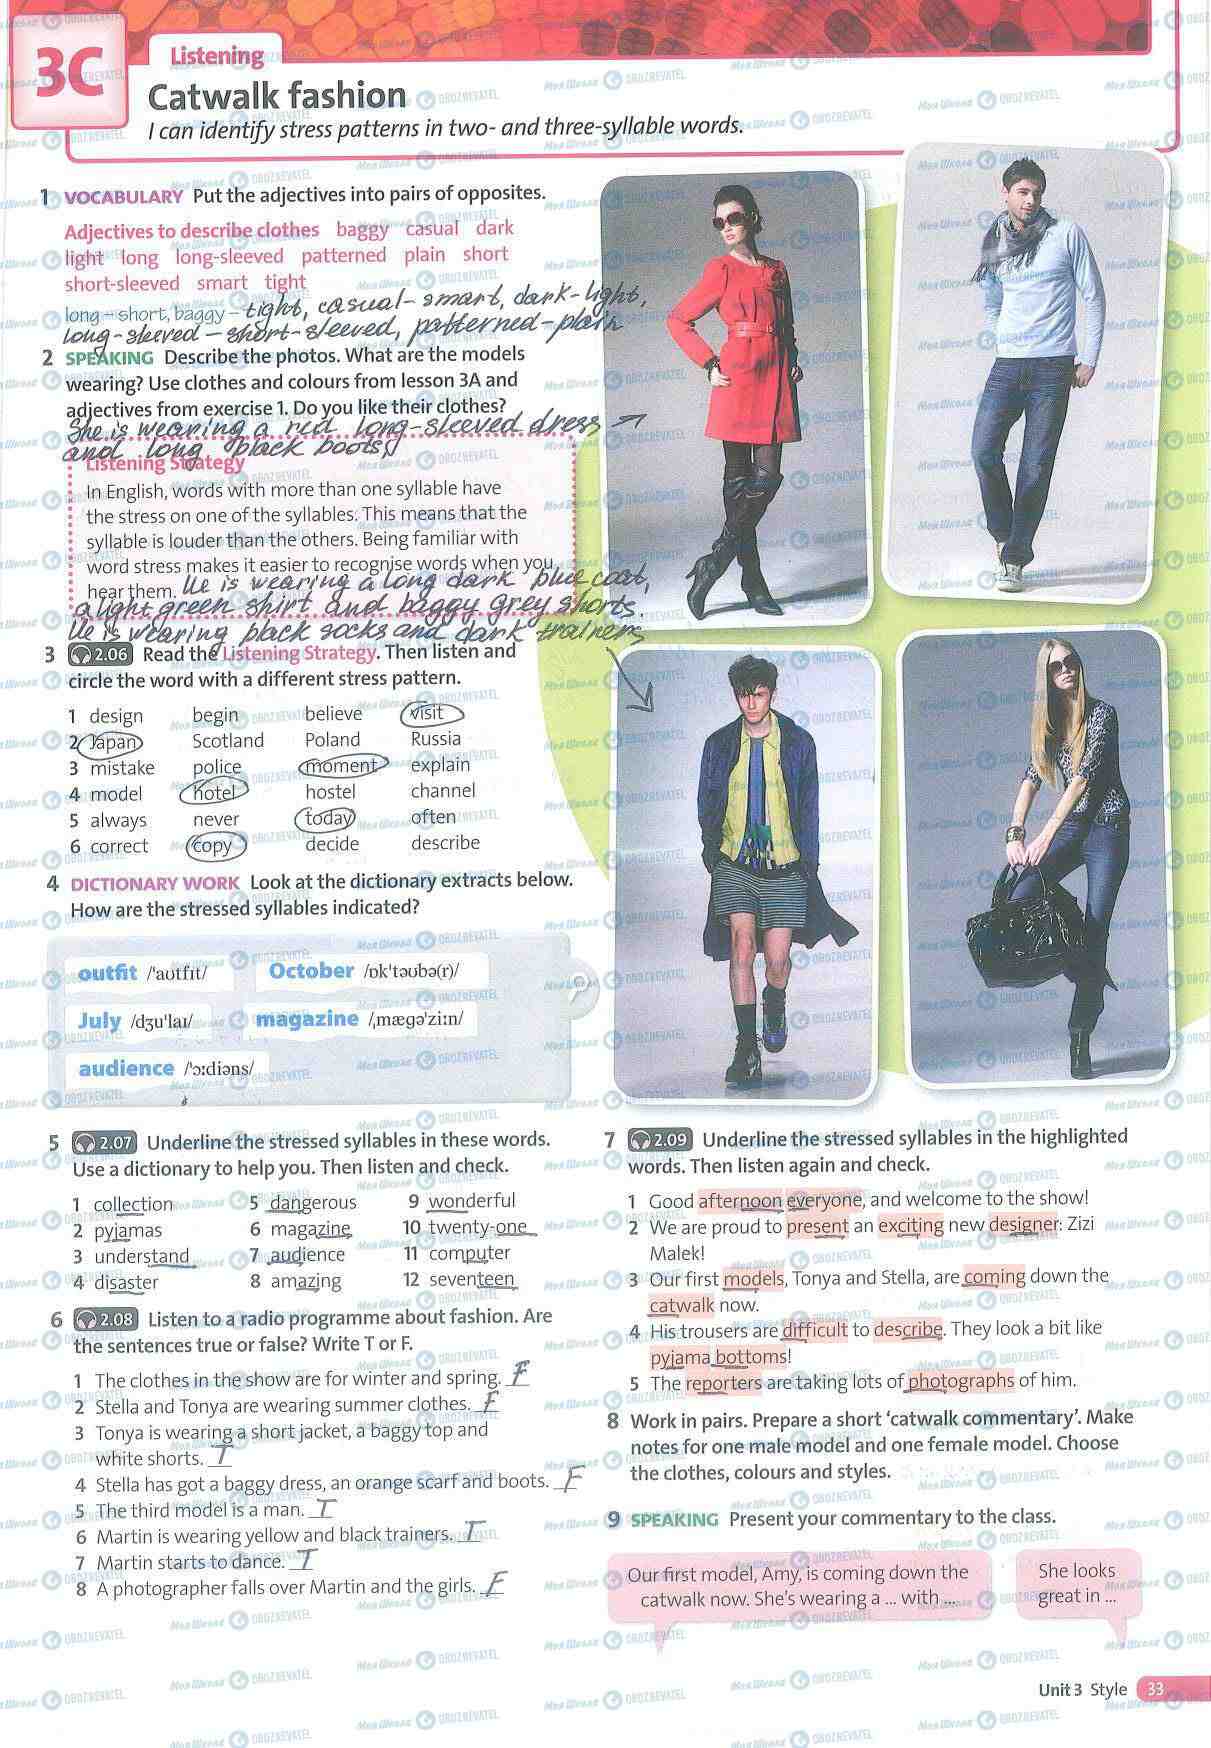 3C
Listening
Catwalk fashion
I can identify stress patterns in two- and three-syllable words.
1 VOCABULARY Put the adjectives into pairs of opposites.
Adjectives to describe clothes baggy casual dark
light long long-sleeved patterned plain short
short-sleeved smart tight
long – short, baggy – tight, casual - smart, dark - light,
long - sleeved – short - sleeved, patterned - plain
2 SPEAKING Describe the photos. What are the models
wearing? Use clothes and colours from lesson 3A and
adjectives from exercise 1. Do you like their clothes?
She is wearing a red long-sleeved dress
and long black boots.
Listening Strategy
In English, words with more than one syllable have
the stress on one of the syllables. This means that the
syllable is louder than the others. Being familiar with
word stress makes it easier to recognise words when you
hear them. He is wearing a long dark blue coat,
a light green shirt and baggy grey shorts.
He is wearing black socks and dark trainers
3 2.06 Read the Listening Strategy. Then listen and
circle the word with a different stress pattern.
1 design begin believe visit
2 Japan Scotland Poland Russia
3 mistake police moment explain
4 model hotel hostel channel
5 always never today often
6 correct copy decide describe
4 DICTIONARY WORK Look at the dictionary extracts below.
How are the stressed syllables indicated?
outfit /ˈaʊtfɪt/ October /ɒkˈtəʊbə(r)/
July /dʒuˈlaɪ/ magazine /ˌmæɡəˈziːn/
audience /ˈɔːdiəns/
5 2.07 Underline the stressed syllables in these words.
Use a dictionary to help you. Then listen and check.
1 collection 5 dangerous 9 wonderful
2 pyjamas 6 magazine 10 twenty-one
3 understand 7 audience 11 computer
4 disaster 8 amazing 12 seventeen
6 2.08 Listen to a radio programme about fashion. Are
the sentences true or false? Write T or F.
1 The clothes in the show are for winter and spring. F
2 Stella and Tonya are wearing summer clothes. F
3 Tonya is wearing a short jacket, a baggy top and
white shorts. T
4 Stella has got a baggy dress, an orange scarf and boots. F
5 The third model is a man. T
6 Martin is wearing yellow and black trainers. T
7 Martin starts to dance. T
8 A photographer falls over Martin and the girls. F
7 2.09 Underline the stressed syllables in the highlighted
words. Then listen again and check.
1 Good afternoon everyone, and welcome to the show!
2 We are proud to present an exciting new designer: Zizi
Malek!
3 Our first models, Tonya and Stella, are coming down the
catwalk now.
4 His trousers are difficult to describe. They look a bit like
pyjama bottoms!
5 The reporters are taking lots of photographs of him.
8 Work in pairs. Prepare a short ‘catwalk commentary’. Make
notes for one male model and one female model. Choose
the clothes, colours and styles.
9 SPEAKING Present your commentary to the class.
Our first model, Amy, is coming down the
catwalk now. She's wearing a ... with ...
She looks
great in ...
Unit 3 Style 33
Моя Школа OBOZREVATEL